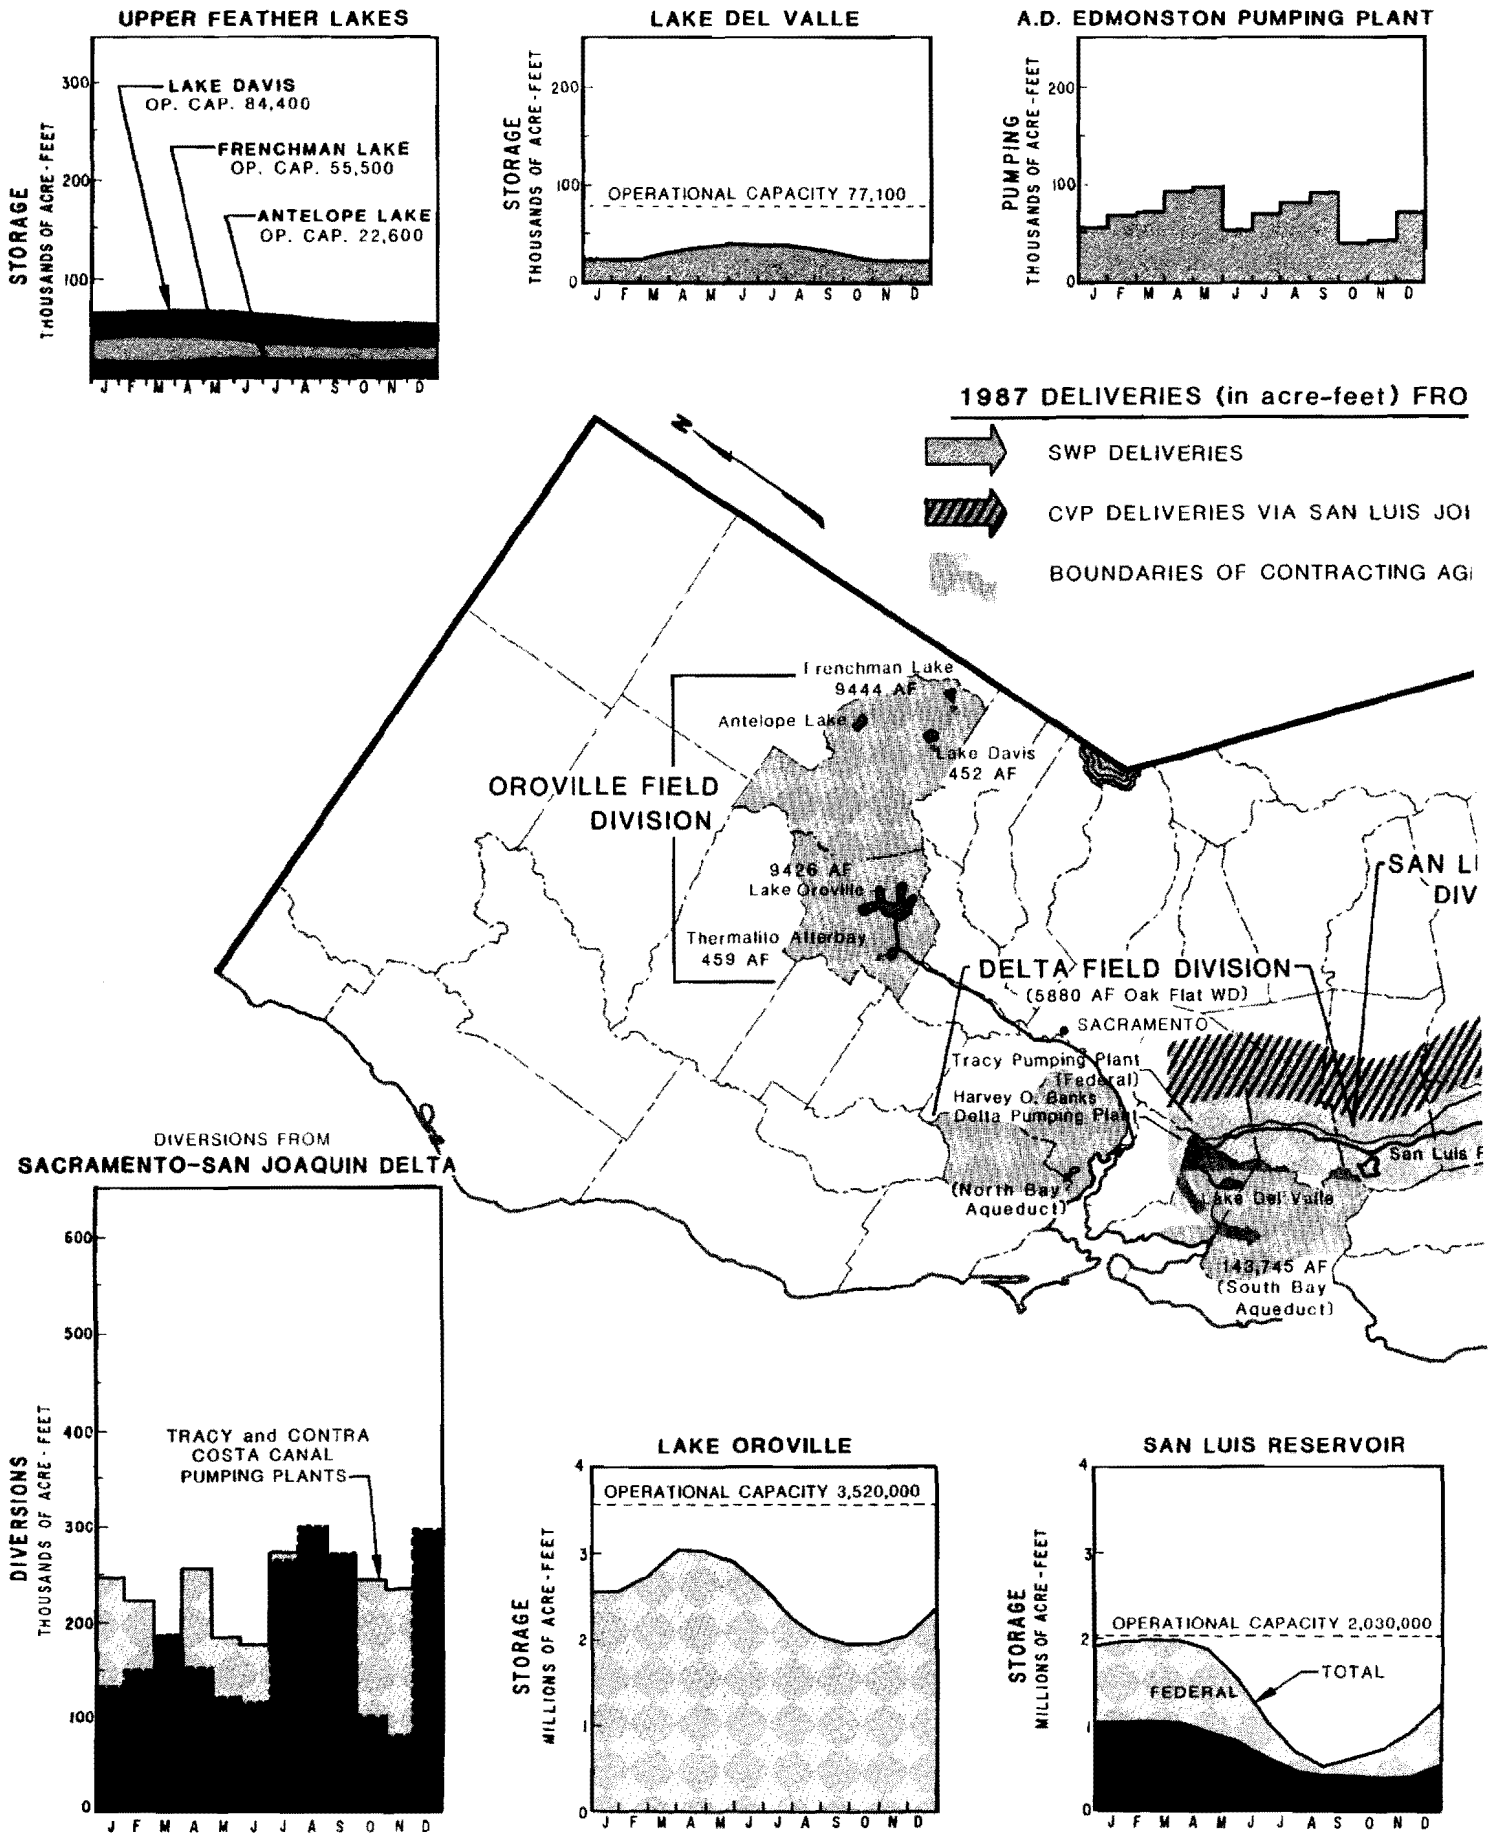 UPPER FEATHER LAKES
STORAGE
THOUSANDS OF ACRE-FEET
300
200
100
LAKE DAVIS
OP. CAP. 84,400
FRENCHMAN LAKE
OP. CAP. 55,500
ANTELOPE LAKE
OP. CAP. 22,600
J F M A M J J A S O N D
LAKE DEL VALLE
STORAGE
THOUSANDS OF ACRE-FEET
200
100
0
OPERATIONAL CAPACITY 77,100
J F M A M J J A S O N D
A.D. EDMONSTON PUMPING PLANT
PUMPING
THOUSANDS OF ACRE-FEET
200
100
0
J F M A M J J A S O N D
1987 DELIVERIES (in acre-feet) FRO
SWP DELIVERIES
CVP DELIVERIES VIA SAN LUIS JOI
BOUNDARIES OF CONTRACTING AG
N
Frenchman Lake
9444 AF
Antelope Lake
Lake Davis
452 AF
OROVILLE FIELD
DIVISION
9426 AF
Lake Oroville
Thermalito Afterbay
459 AF
SAN L
DIV
DELTA FIELD DIVISION
(5880 AF Oak Flat WD)
SACRAMENTO
Tracy Pumping Plant
(Federal)
Harvey O. Banks
Delta Pumping Plant
San Luis
(North Bay
Aqueduct)
Lake Del Valle
143,745 AF
(South Bay
Aqueduct)
DIVERSIONS FROM
SACRAMENTO-SAN JOAQUIN DELTA
DIVERSIONS
THOUSANDS OF ACRE-FEET
600
500
400
300
200
100
0
TRACY and CONTRA
COSTA CANAL
PUMPING PLANTS
J F M A M J J A S O N D
LAKE OROVILLE
STORAGE
MILLIONS OF ACRE-FEET
4
3
2
1
0
OPERATIONAL CAPACITY 3,520,000
J F M A M J J A S O N D
SAN LUIS RESERVOIR
STORAGE
MILLIONS OF ACRE-FEET
4
3
2
1
0
OPERATIONAL CAPACITY 2,030,000
TOTAL
FEDERAL
J F M A M J J A S O N D